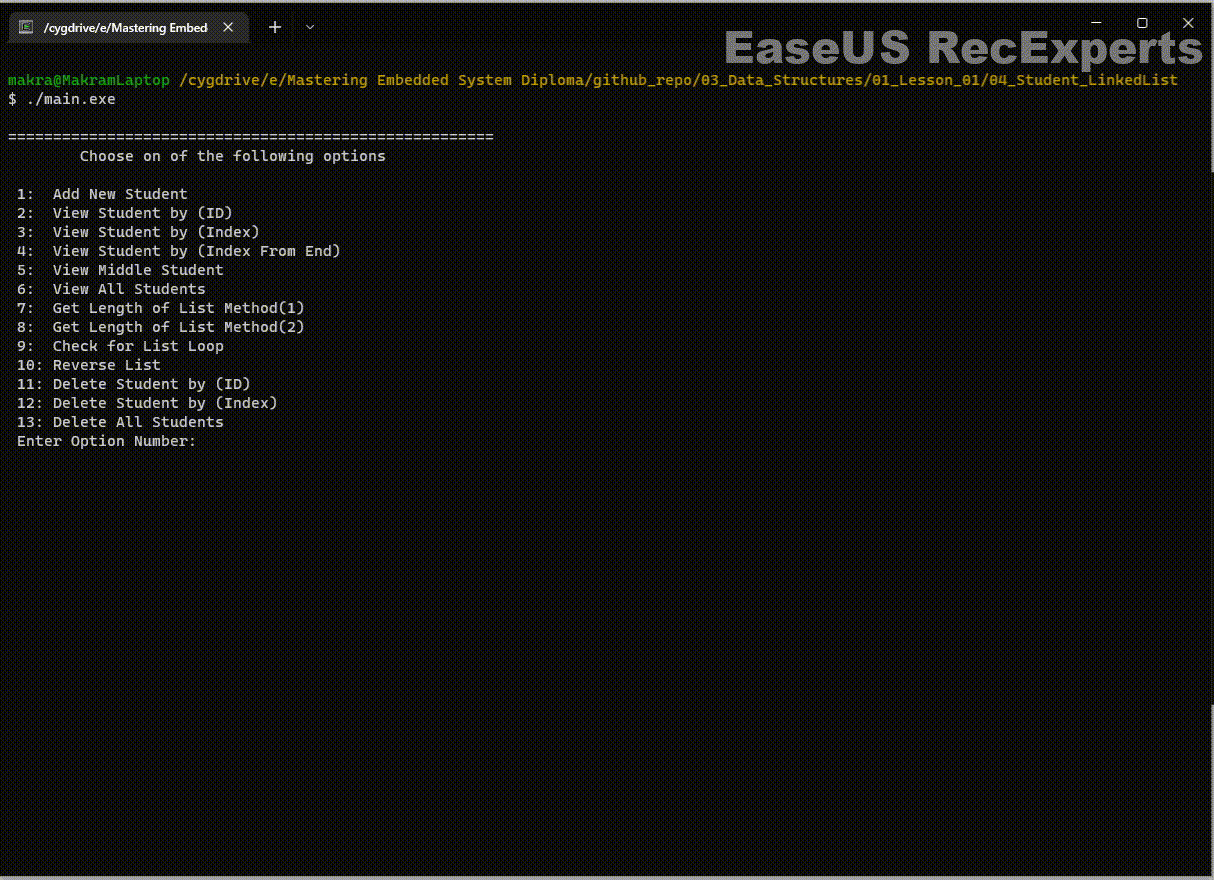 /cygdrive/e/Mastering Embed
EaseUS RecExperts
makra@MakramLaptop /cygdrive/e/Mastering Embedded System Diploma/github_repo/03_Data_Structures/01_Lesson_01/04_Student_LinkedList
$ ./main.exe
======================================================
Choose on of the following options
1: Add New Student
2: View Student by (ID)
3: View Student by (Index)
4: View Student by (Index From End)
5: View Middle Student
6: View All Students
7: Get Length of List Method(1)
8: Get Length of List Method(2)
9: Check for List Loop
10: Reverse List
11: Delete Student by (ID)
12: Delete Student by (Index)
13: Delete All Students
Enter Option Number: